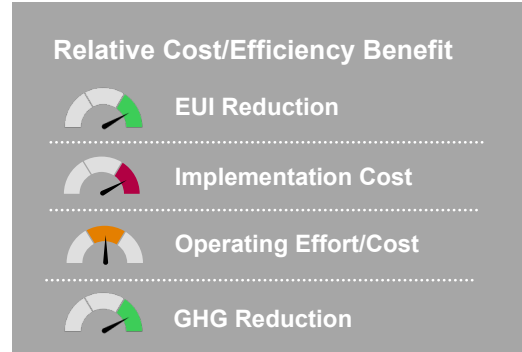 Relative Cost/Efficiency Benefit
EUI Reduction
Implementation Cost
Operating Effort/Cost
GHG Reduction